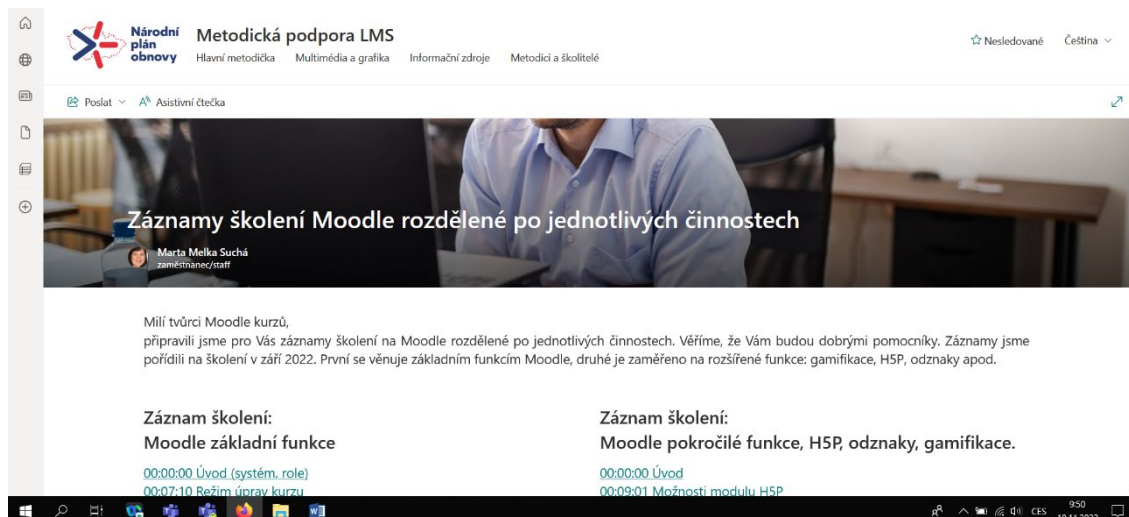 Národní
plán
obnovy
Metodická podpora LMS
Hlavní metodička Multimédia a grafika Informační zdroje Metodici a školitelé
Nesledované Čeština
Poslat Asistivní čtečka
Záznamy školení Moodle rozdělené po jednotlivých činnostech
Marta Melka Suchá
zaměstnanec/staff
Milí tvůrci Moodle kurzů,
připravili jsme pro Vás záznamy školení na Moodle rozdělené po jednotlivých činnostech. Věříme, že Vám budou dobrými pomocníky. Záznamy jsme
pořídili na školení v září 2022. První se věnuje základním funkcím Moodle, druhé je zaměřeno na rozšířené funkce: gamifikace, H5P, odznaky apod.
Záznam školení:
Moodle základní funkce
00:00:00 Úvod (systém, role)
00:07:10 Režim úprav kurzu
Záznam školení:
Moodle pokročilé funkce, H5P, odznaky, gamifikace.
00:00:00 Úvod
00:09:01 Možnosti modulu H5P
CES
9:50